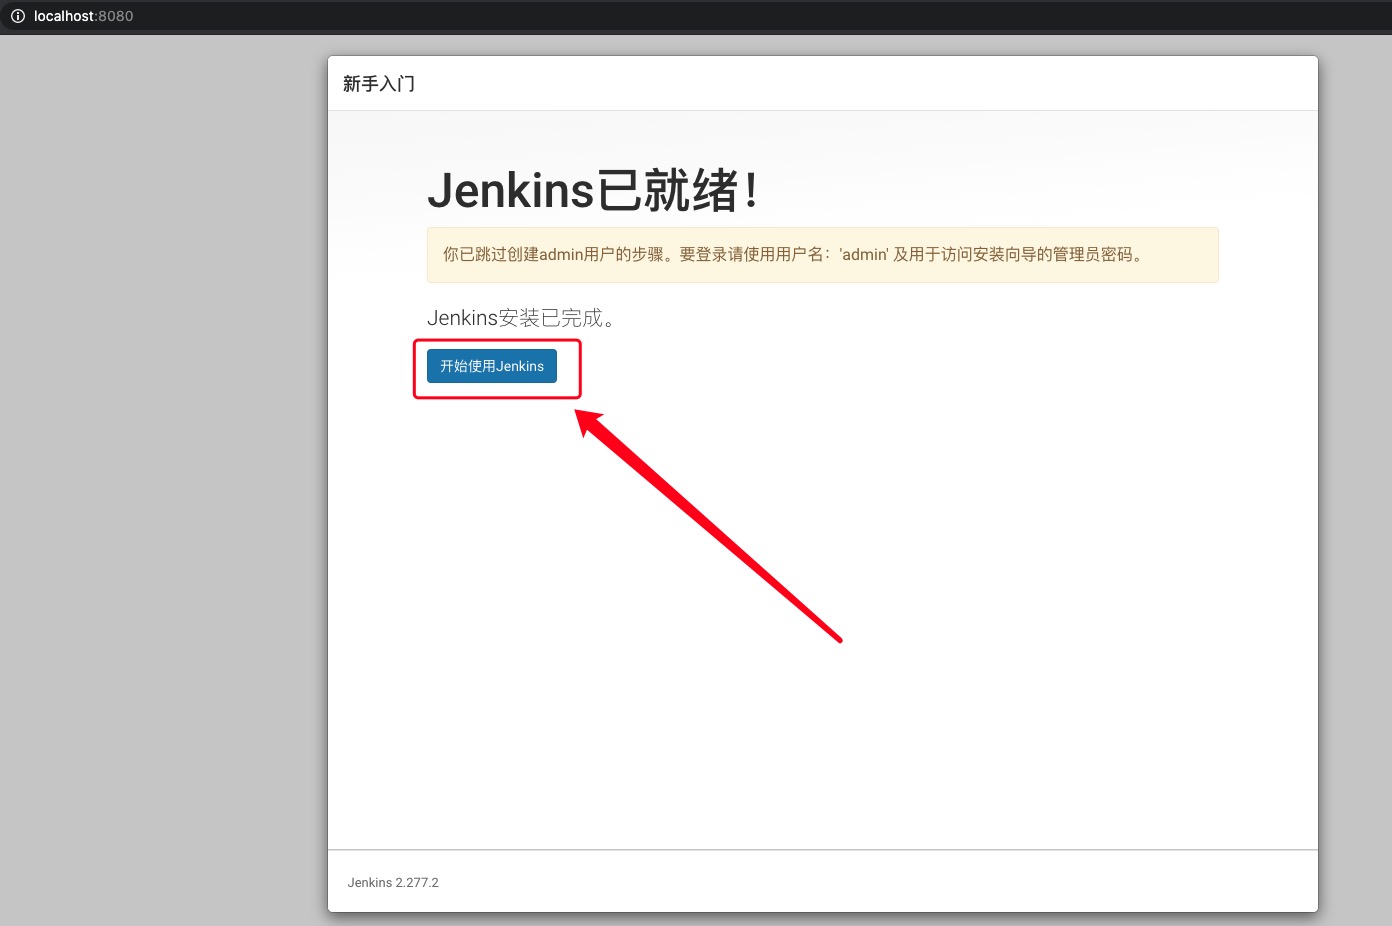 localhost:8080
新手入门
Jenkins已就绪！
你已跳过创建admin用户的步骤。要登录请使用用户名：'admin' 及用于访问安装向导的管理员密码。
Jenkins安装已完成。
开始使用Jenkins
Jenkins 2.277.2